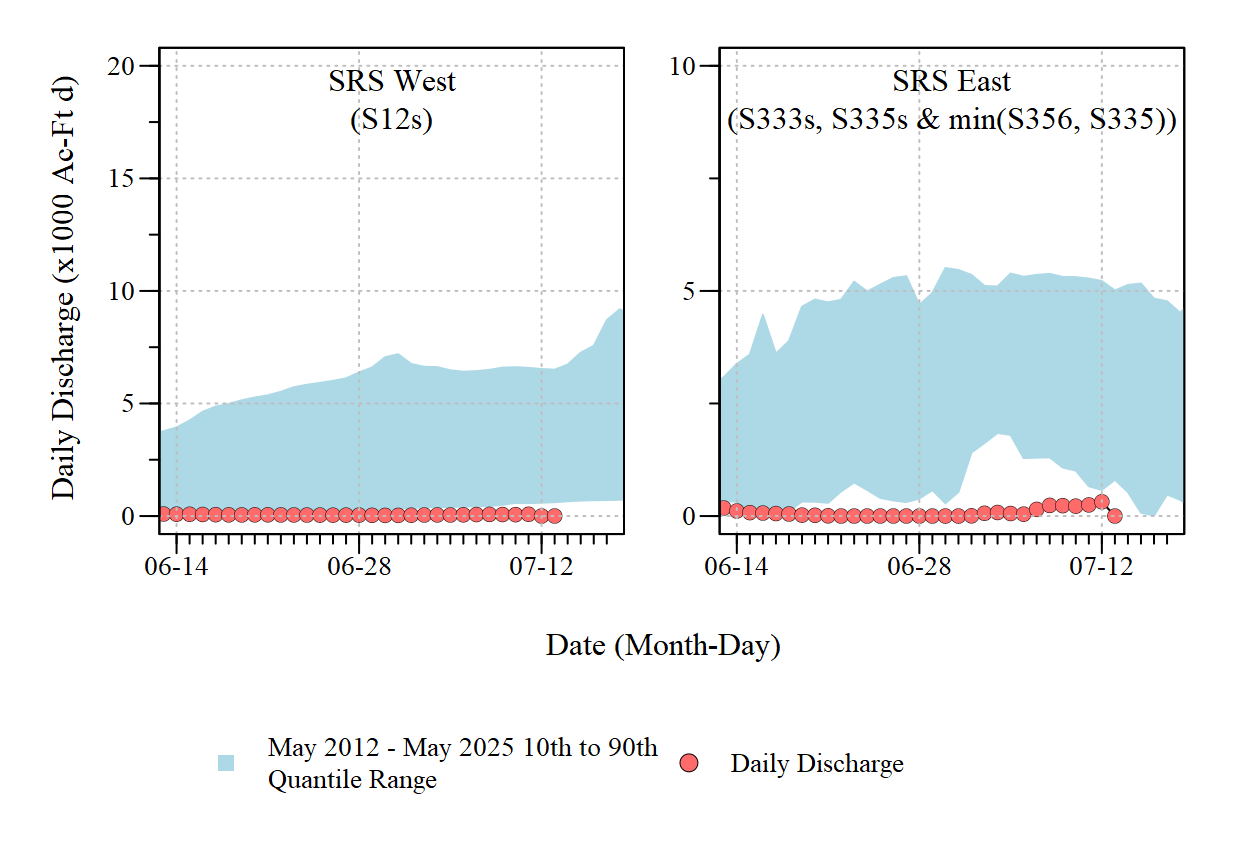 SRS West
(S12s)
SRS East
(S333s, S335s & min(S356, S335))
Daily Discharge (x1000 Ac-Ft d)
20
15
10
5
0
10
5
0
06-14
06-28
07-12
06-14
06-28
07-12
Date (Month-Day)
May 2012 - May 2025 10th to 90th
Quantile Range
Daily Discharge